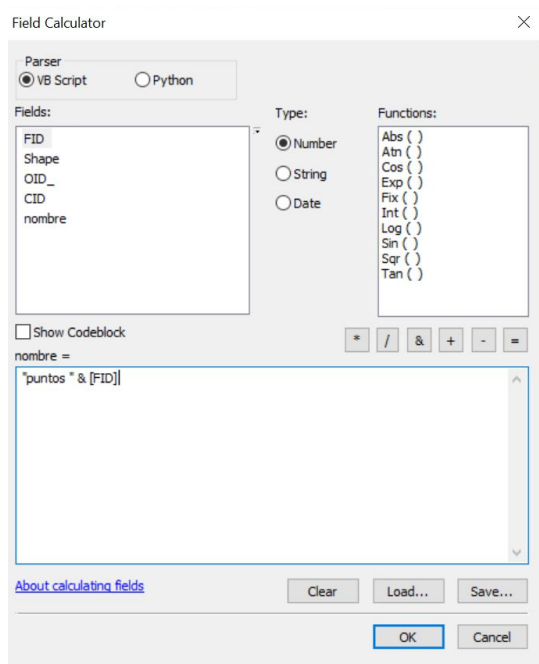 Field Calculator
Parser
VB Script
Python
Fields:
FID
Shape
OID_
CID
nombre
Type:
Number
String
Date
Functions:
Abs ( )
Atn ( )
Cos ( )
Exp ( )
Fix ( )
Int ( )
Log ( )
Sin ( )
Sqr ( )
Tan ( )
Show Codeblock
* / & + - =
nombre =
"puntos " & [FID]
About calculating fields
Clear
Load...
Save...
OK
Cancel